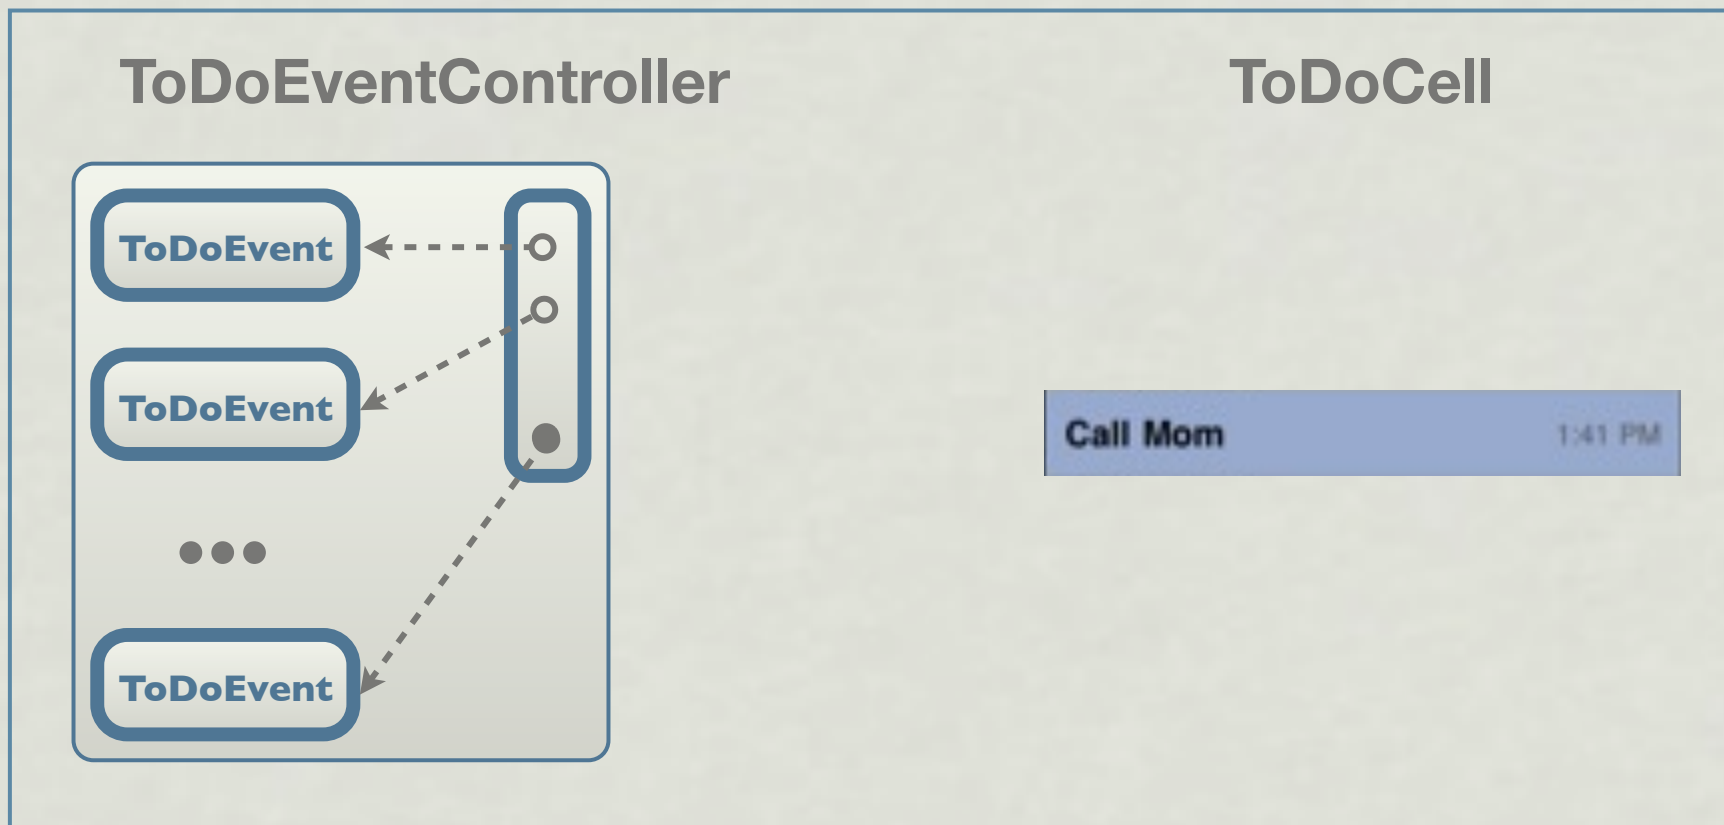 ToDoEventController
ToDoCell
ToDoEvent
ToDoEvent
Call Mom
1:41 PM
ToDoEvent